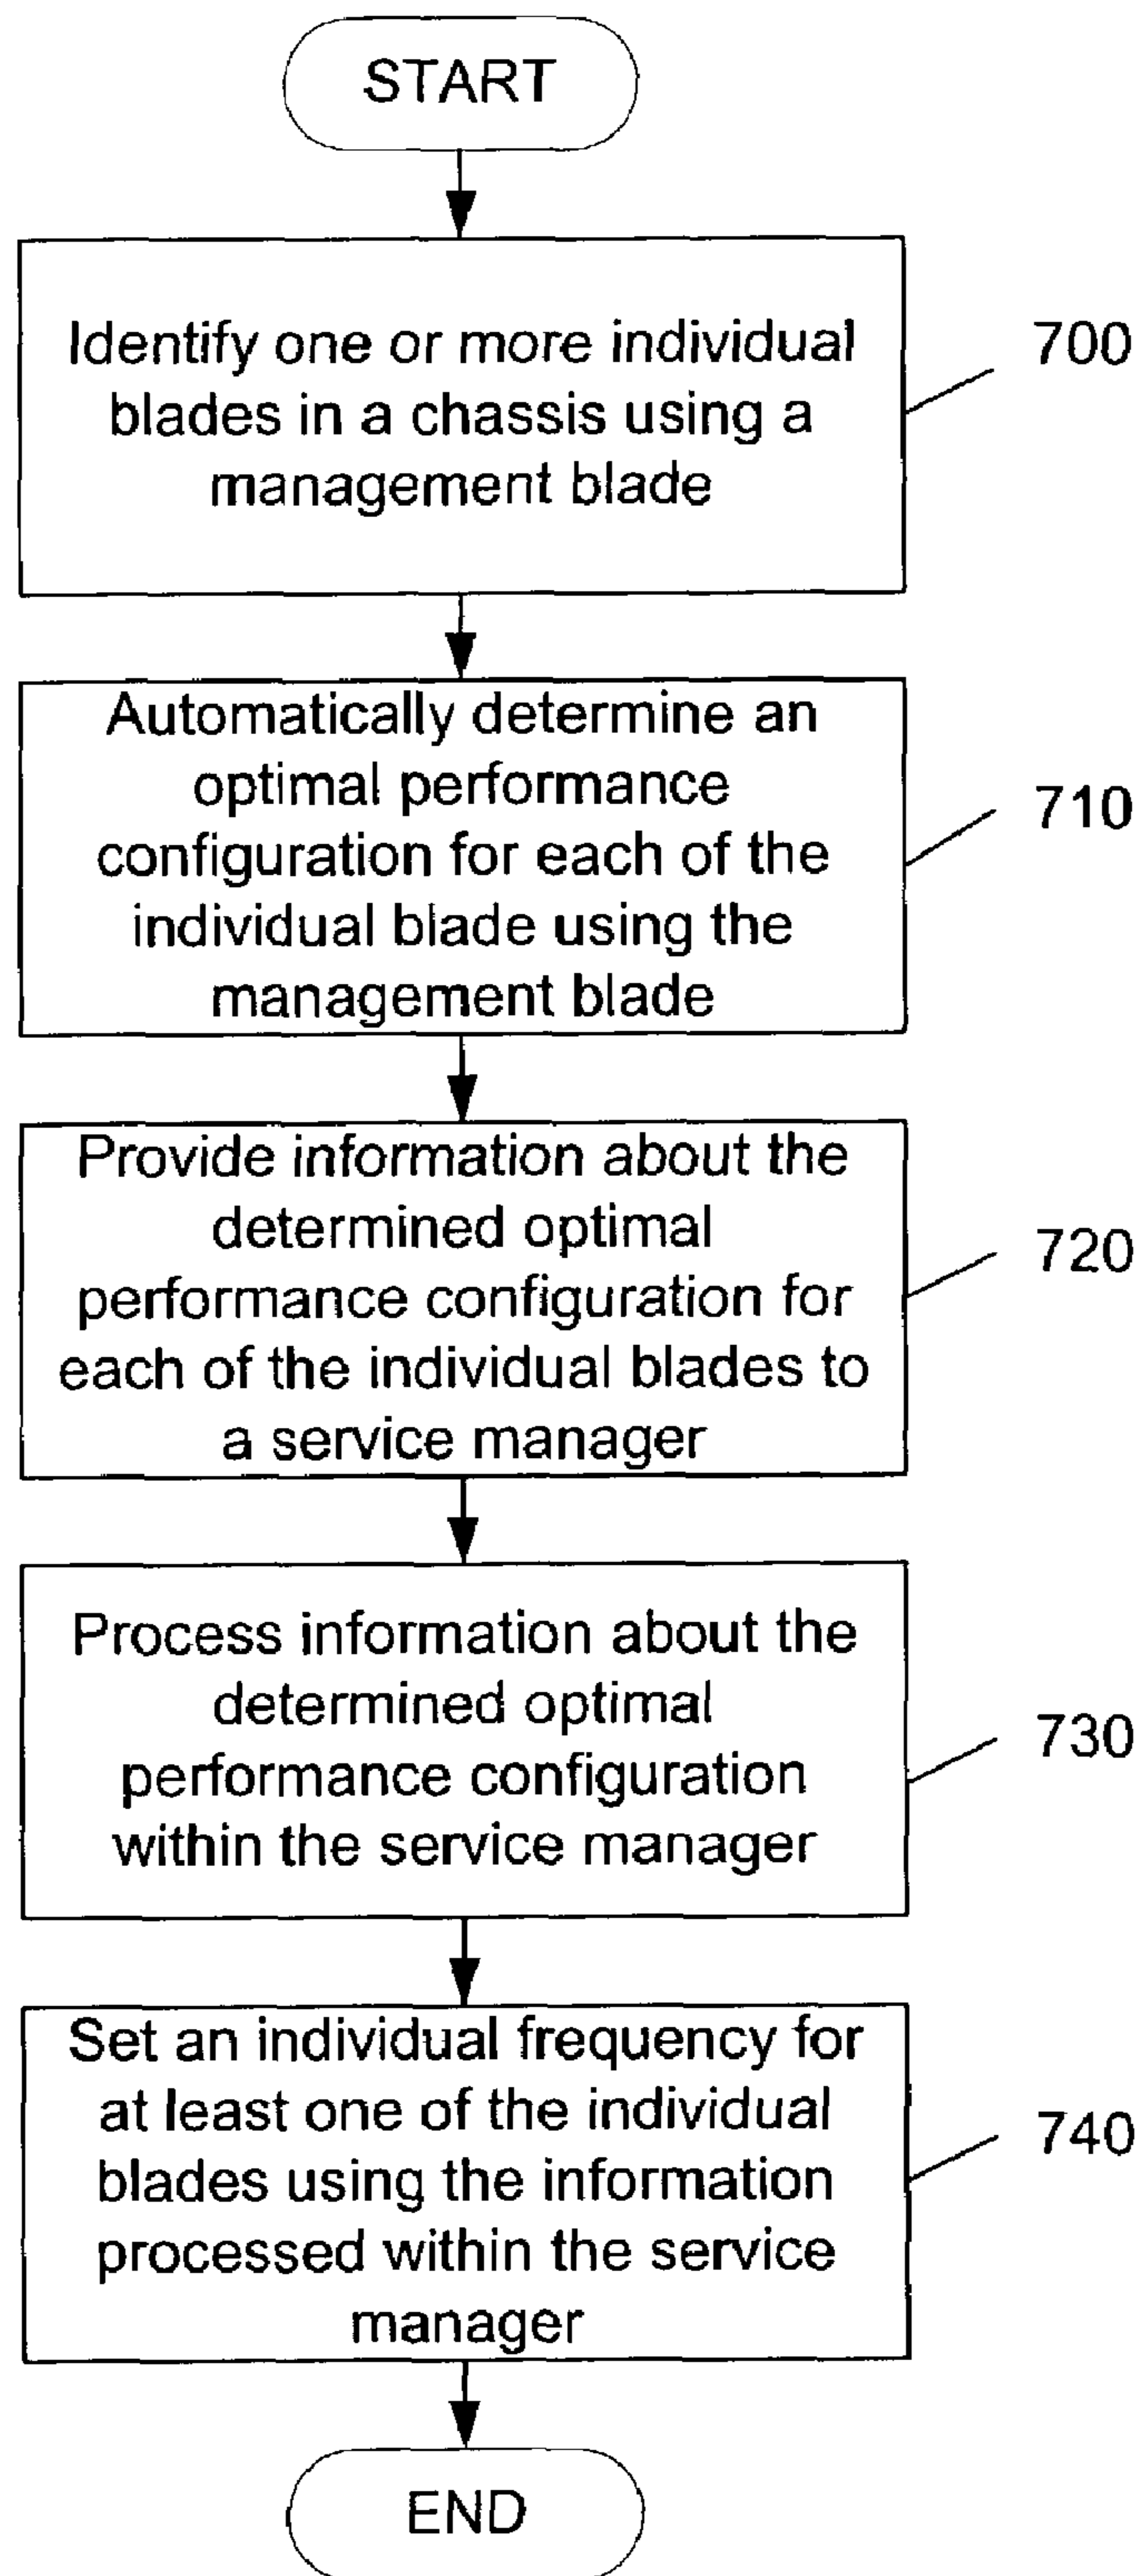 START
Identify one or more individual
blades in a chassis using a
management blade
700
Automatically determine an
optimal performance
configuration for each of the
individual blade using the
management blade
710
Provide information about the
determined optimal
performance configuration for
each of the individual blades to
a service manager
720
Process information about the
determined optimal
performance configuration
within the service manager
730
Set an individual frequency for
at least one of the individual
blades using the information
processed within the service
manager
740
END